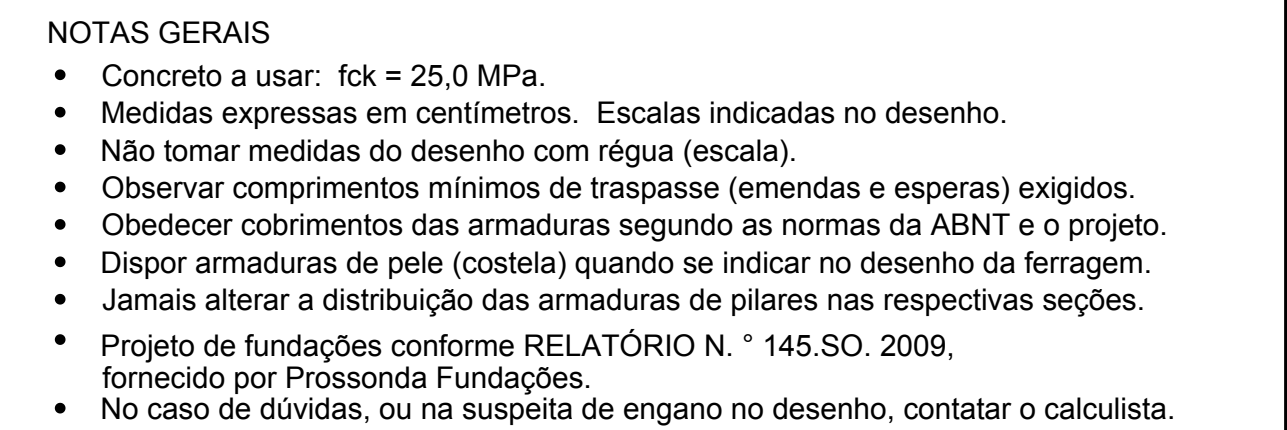 NOTAS GERAIS
• Concreto a usar: fck = 25,0 MPa.
• Medidas expressas em centímetros. Escalas indicadas no desenho.
• Não tomar medidas do desenho com régua (escala).
• Observar comprimentos mínimos de traspasse (emendas e esperas) exigidos.
• Obedecer cobrimentos das armaduras segundo as normas da ABNT e o projeto.
• Dispor armaduras de pele (costela) quando se indicar no desenho da ferragem.
• Jamais alterar a distribuição das armaduras de pilares nas respectivas seções.
• Projeto de fundações conforme RELATÓRIO N. ° 145.SO. 2009,
fornecido por Prossonda Fundações.
• No caso de dúvidas, ou na suspeita de engano no desenho, contatar o calculista.